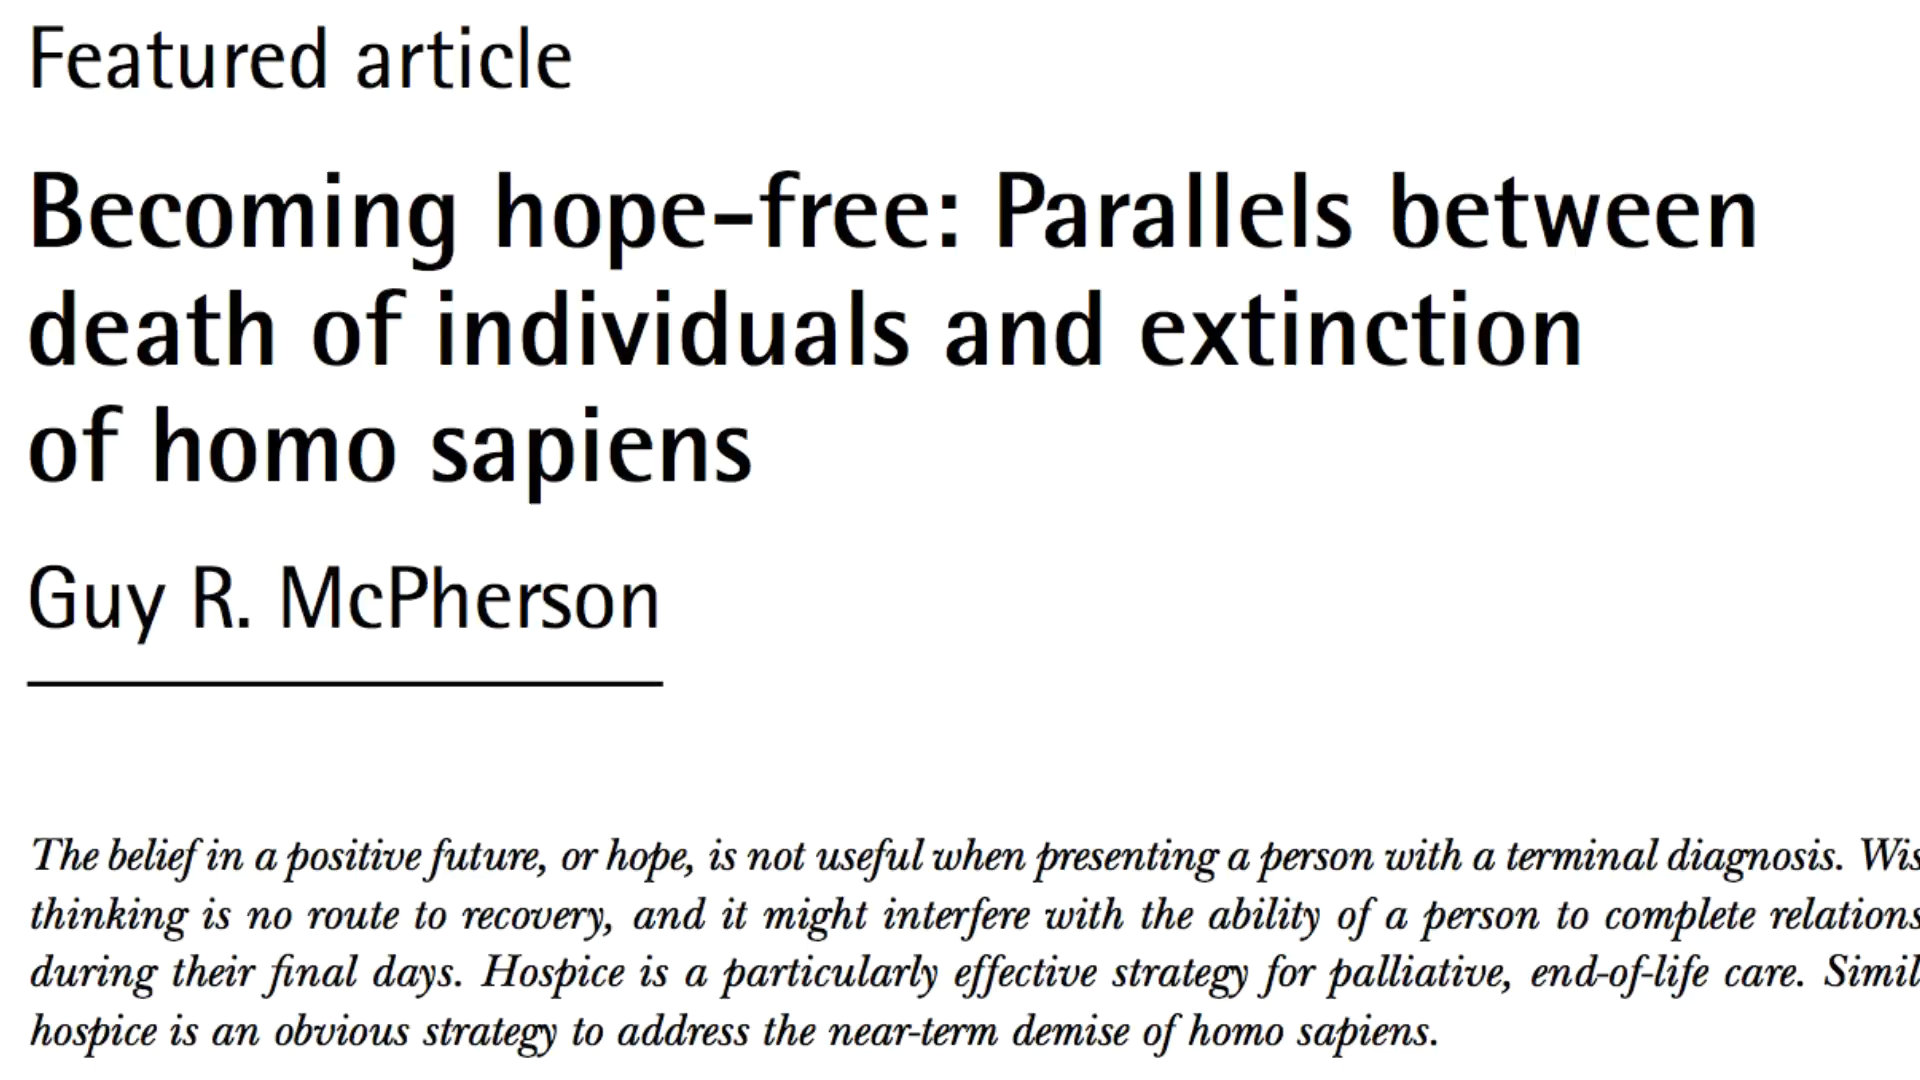 Featured article
Becoming hope-free: Parallels between
death of individuals and extinction
of homo sapiens
Guy R. McPherson
The belief in a positive future, or hope, is not useful when presenting a person with a terminal diagnosis.
thinking is no route to recovery, and it might interfere with the ability of a person to complete
during their final days. Hospice is a particularly effective strategy for palliative, end-of-life care.
hospice is an obvious strategy to address the near-term demise of homo sapiens.